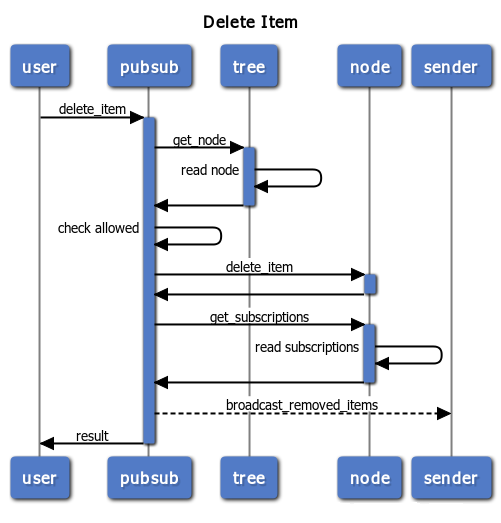 Delete Item
user pubsub tree node sender
delete_item
get_node
read node
check allowed
delete_item
get_subscriptions
read subscriptions
broadcast_removed_items
result
user pubsub tree node sender